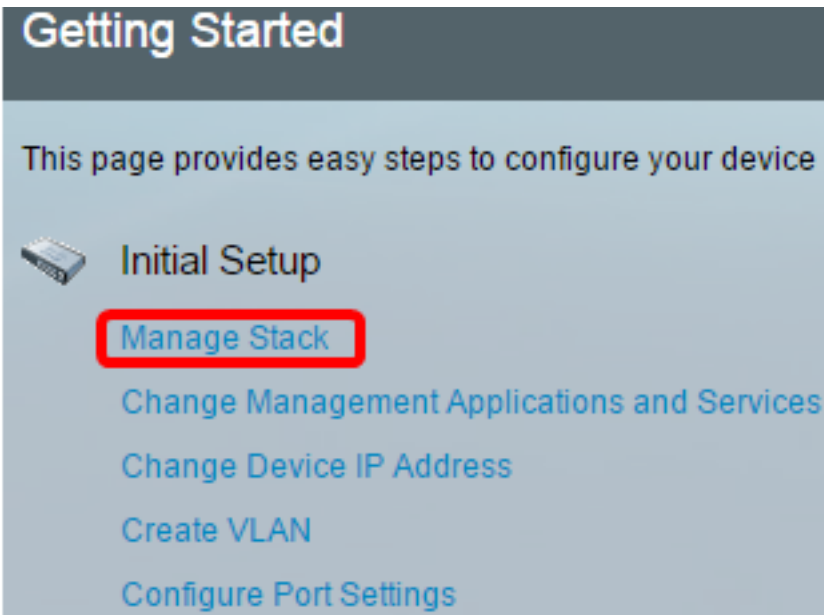 Getting Started
This page provides easy steps to configure your device
Initial Setup
Manage Stack
Change Management Applications and Services
Change Device IP Address
Create VLAN
Configure Port Settings